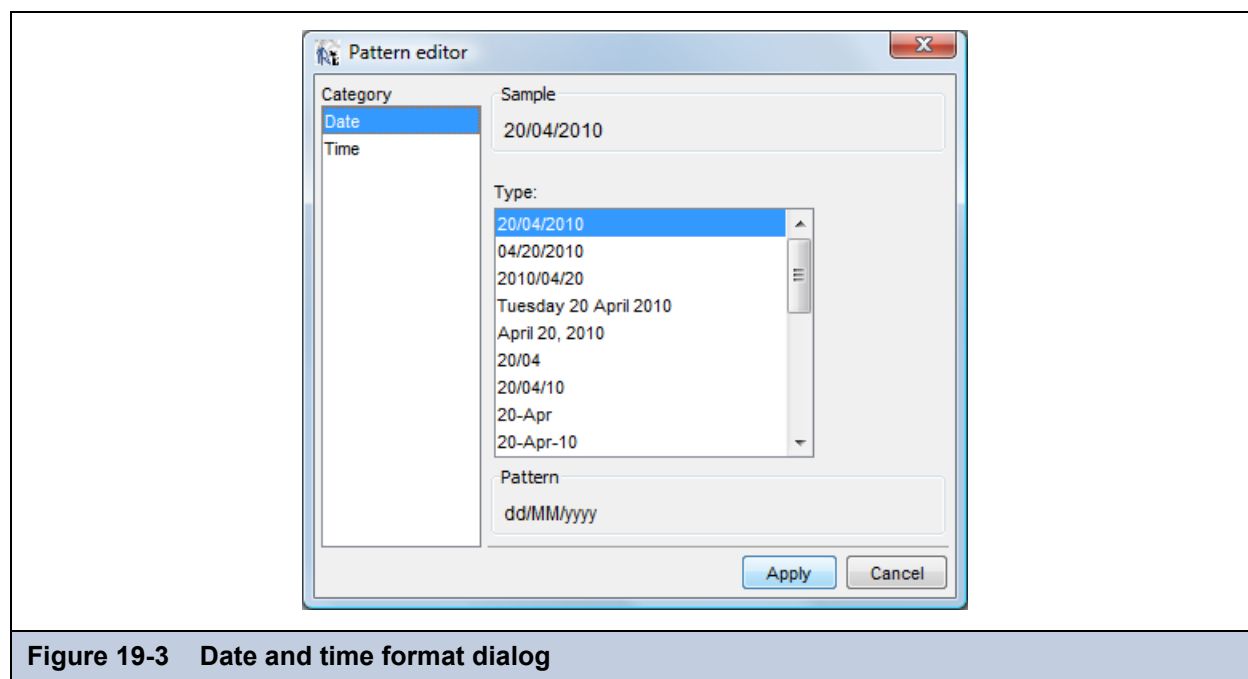 Pattern editor
Category
Date
Time
Sample
20/04/2010
Type:
20/04/2010
04/20/2010
2010/04/20
Tuesday 20 April 2010
April 20, 2010
20/04
20/04/10
20-Apr
20-Apr-10
Pattern
dd/MM/yyyy
Apply
Cancel
Figure 19-3 Date and time format dialog